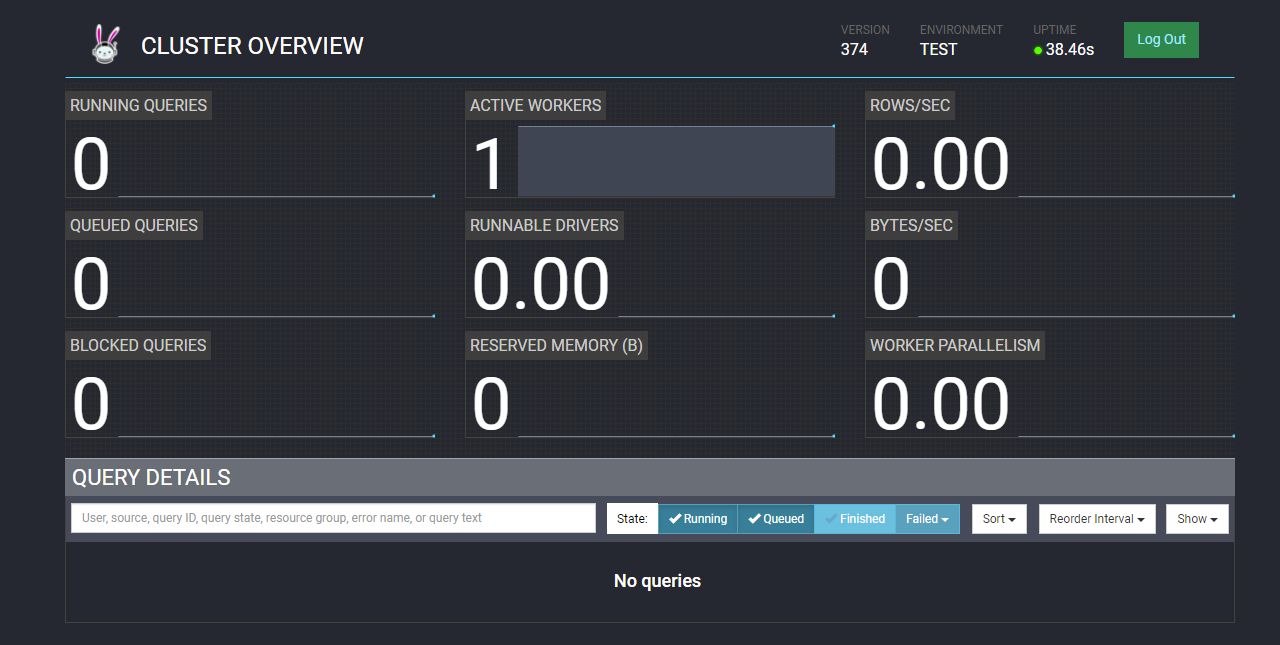 CLUSTER OVERVIEW
VERSION
374
ENVIRONMENT
TEST
UPTIME
38.46s
Log Out
RUNNING QUERIES
0
ACTIVE WORKERS
1
ROWS/SEC
0.00
QUEUED QUERIES
0
RUNNABLE DRIVERS
0.00
BYTES/SEC
0
BLOCKED QUERIES
0
RESERVED MEMORY (B)
0
WORKER PARALLELISM
0.00
QUERY DETAILS
User, source, query ID, query state, resource group, error name, or query text
State:
Running
Queued
Finished
Failed
Sort
Reorder Interval
Show
No queries